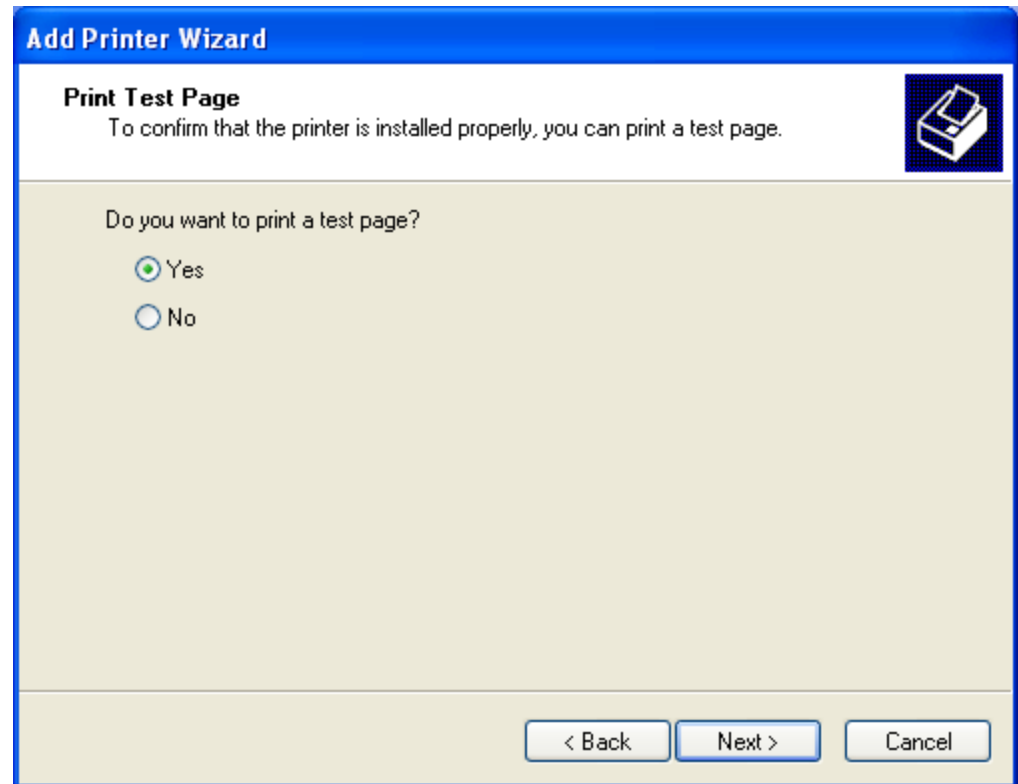 Add Printer Wizard
Print Test Page
To confirm that the printer is installed properly, you can print a test page.
Do you want to print a test page?
Yes
No
< Back
Next >
Cancel